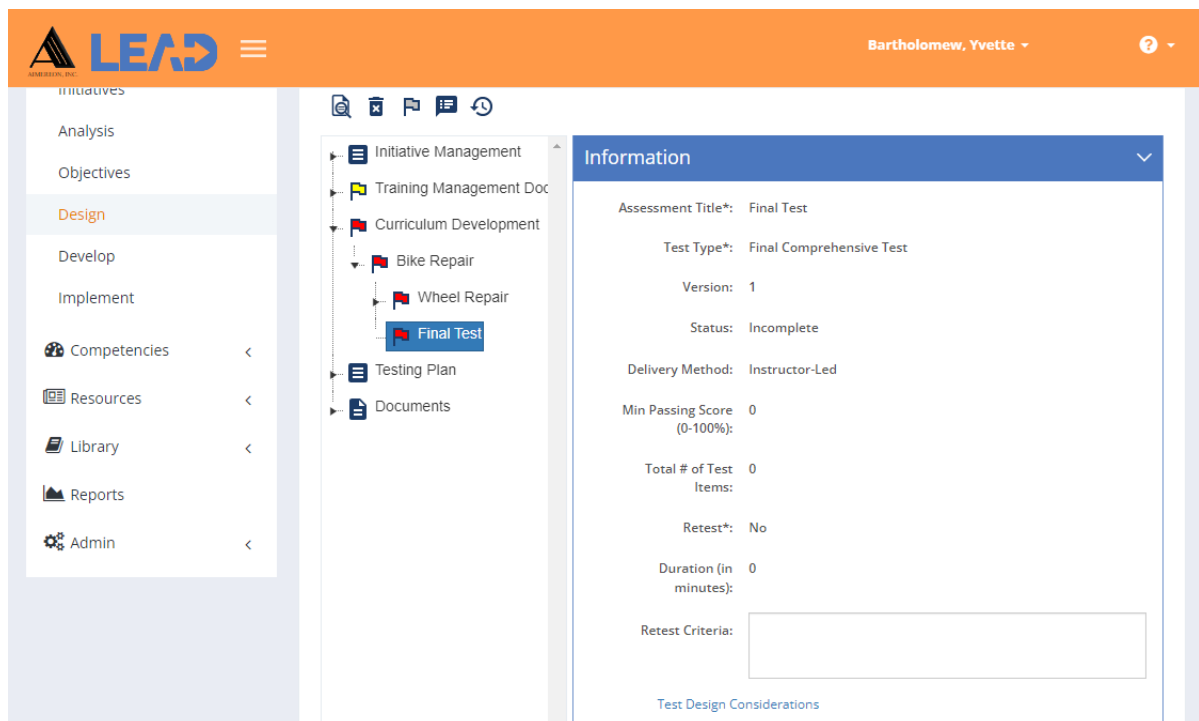 AIMEREON, INC
LEAD
Bartholomew, Yvette
?
Initiatives
Analysis
Objectives
Design
Develop
Implement
Competencies
Resources
Library
Reports
Admin
Initiative Management
Training Management Doc
Curriculum Development
Bike Repair
Wheel Repair
Final Test
Testing Plan
Documents
Information
Assessment Title*: Final Test
Test Type*: Final Comprehensive Test
Version: 1
Status: Incomplete
Delivery Method: Instructor-Led
Min Passing Score 0
(0-100%):
Total # of Test 0
Items:
Retest*: No
Duration (in 0
minutes):
Retest Criteria:
Test Design Considerations